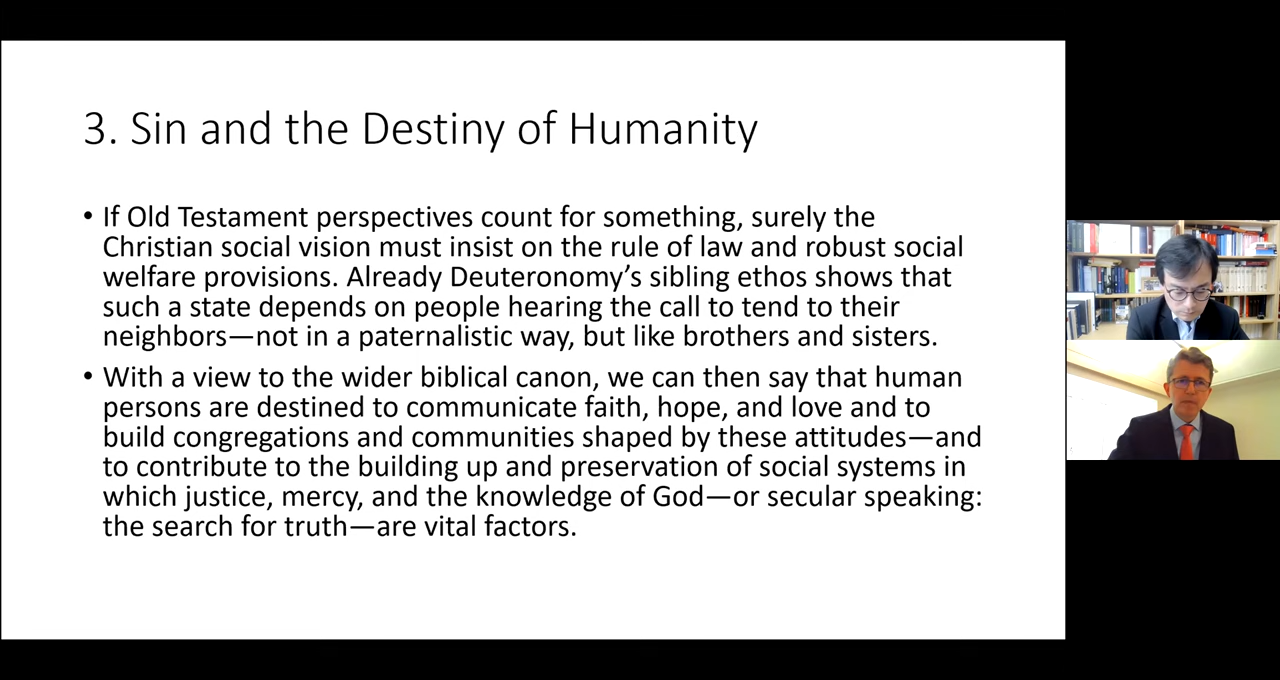 3. Sin and the Destiny of Humanity
• If Old Testament perspectives count for something, surely the
Christian social vision must insist on the rule of law and robust social
welfare provisions. Already Deuteronomy’s sibling ethos shows that
such a state depends on people hearing the call to tend to their
neighbors—not in a paternalistic way, but like brothers and sisters.
• With a view to the wider biblical canon, we can then say that human
persons are destined to communicate faith, hope, and love and to
build congregations and communities shaped by these attitudes—and
to contribute to the building up and preservation of social systems in
which justice, mercy, and the knowledge of God—or secular speaking:
the search for truth—are vital factors.